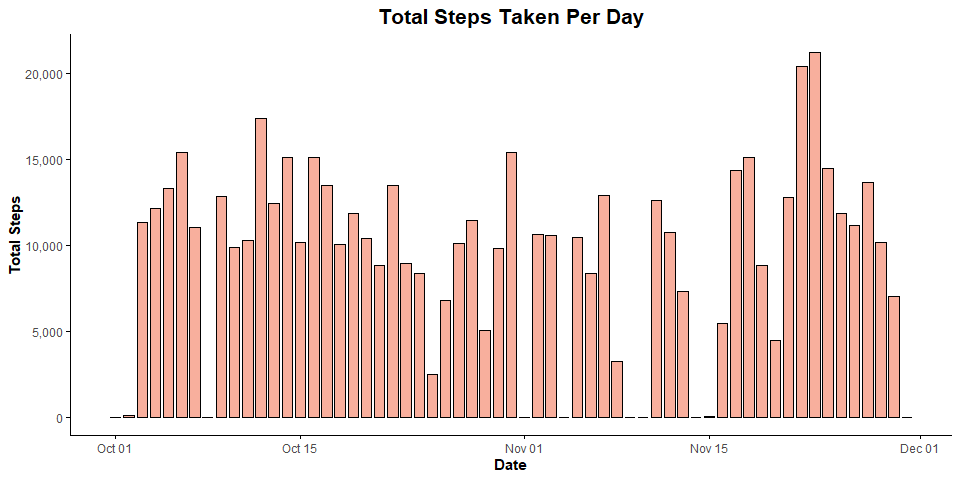 Total Steps Taken Per Day
Total Steps
20,000
15,000
10,000
5,000
0
Oct 01
Oct 15
Nov 01
Nov 15
Dec 01
Date